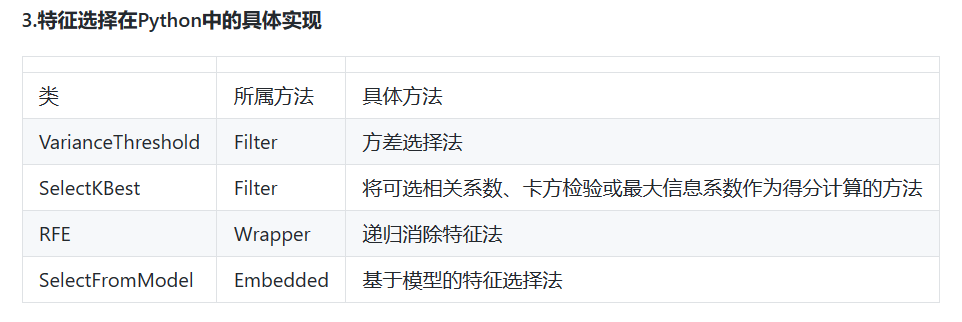 3.特征选择在Python中的具体实现
类 所属方法 具体方法
VarianceThreshold Filter 方差选择法
SelectKBest Filter 将可选相关系数、卡方检验或最大信息系数作为得分计算的方法
RFE Wrapper 递归消除特征法
SelectFromModel Embedded 基于模型的特征选择法